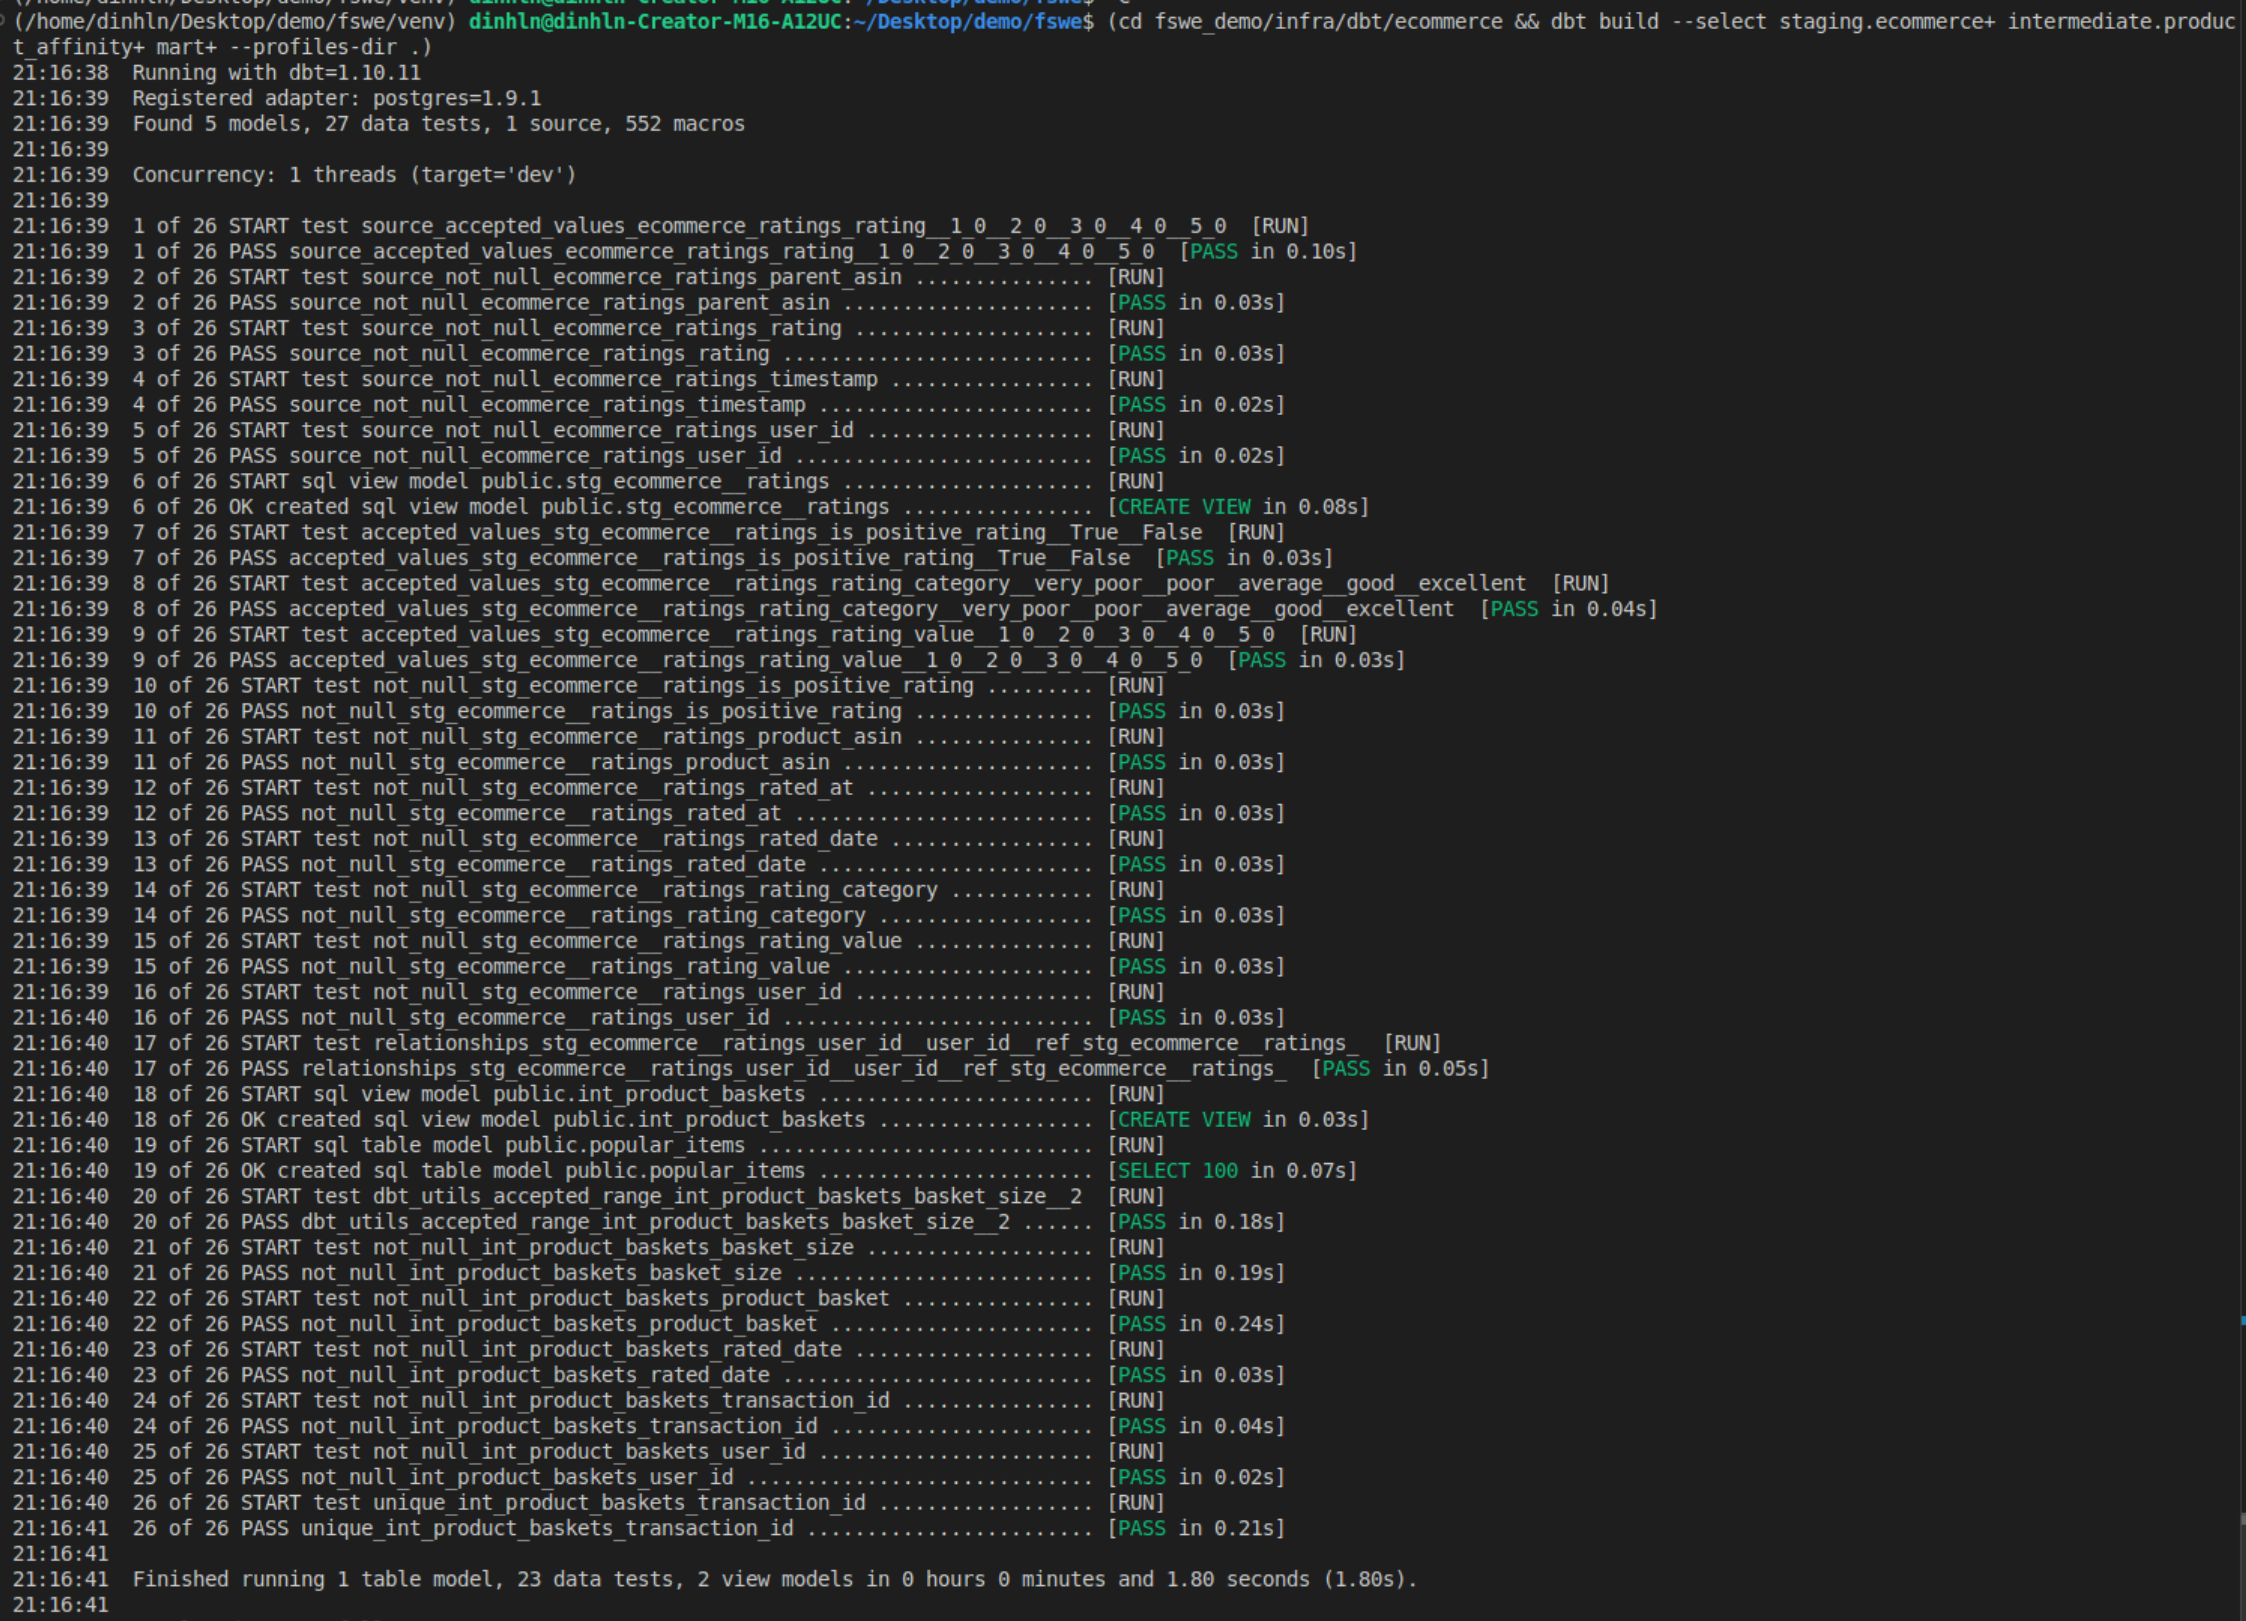 (/home/dinhln/Desktop/demo/fswe/venv) dinhln@dinhln-Creator-M16-A12UC:~/Desktop/demo/fswe$ (cd fswe_demo/infra/dbt/ecommerce && dbt build --select staging.ecommerce+ intermediate.produc
t_affinity+ mart+ --profiles-dir .)
21:16:38  Running with dbt=1.10.11
21:16:39  Registered adapter: postgres=1.9.1
21:16:39  Found 5 models, 27 data tests, 1 source, 552 macros
21:16:39
21:16:39  Concurrency: 1 threads (target='dev')
21:16:39
21:16:39  1 of 26 START test source_accepted_values_ecommerce_ratings_rating__1_0__2_0__3_0__4_0__5_0  [RUN]
21:16:39  1 of 26 PASS source_accepted_values_ecommerce_ratings_rating__1_0__2_0__3_0__4_0__5_0  [PASS in 0.10s]
21:16:39  2 of 26 START test source_not_null_ecommerce_ratings_parent_asin ............... [RUN]
21:16:39  2 of 26 PASS source_not_null_ecommerce_ratings_parent_asin ..................... [PASS in 0.03s]
21:16:39  3 of 26 START test source_not_null_ecommerce_ratings_rating .................... [RUN]
21:16:39  3 of 26 PASS source_not_null_ecommerce_ratings_rating .......................... [PASS in 0.03s]
21:16:39  4 of 26 START test source_not_null_ecommerce_ratings_timestamp ................. [RUN]
21:16:39  4 of 26 PASS source_not_null_ecommerce_ratings_timestamp ....................... [PASS in 0.02s]
21:16:39  5 of 26 START test source_not_null_ecommerce_ratings_user_id ................... [RUN]
21:16:39  5 of 26 PASS source_not_null_ecommerce_ratings_user_id ......................... [PASS in 0.02s]
21:16:39  6 of 26 START sql view model public.stg_ecommerce__ratings ..................... [RUN]
21:16:39  6 of 26 OK created sql view model public.stg_ecommerce__ratings ................ [CREATE VIEW in 0.08s]
21:16:39  7 of 26 START test accepted_values_stg_ecommerce__ratings_is_positive_rating__True__False  [RUN]
21:16:39  7 of 26 PASS accepted_values_stg_ecommerce__ratings_is_positive_rating__True__False  [PASS in 0.03s]
21:16:39  8 of 26 START test accepted_values_stg_ecommerce__ratings_rating_category__very_poor__poor__average__good__excellent  [RUN]
21:16:39  8 of 26 PASS accepted_values_stg_ecommerce__ratings_rating_category__very_poor__poor__average__good__excellent  [PASS in 0.04s]
21:16:39  9 of 26 START test accepted_values_stg_ecommerce__ratings_rating_value__1_0__2_0__3_0__4_0__5_0  [RUN]
21:16:39  9 of 26 PASS accepted_values_stg_ecommerce__ratings_rating_value__1_0__2_0__3_0__4_0__5_0  [PASS in 0.03s]
21:16:39  10 of 26 START test not_null_stg_ecommerce__ratings_is_positive_rating ......... [RUN]
21:16:39  10 of 26 PASS not_null_stg_ecommerce__ratings_is_positive_rating ............... [PASS in 0.03s]
21:16:39  11 of 26 START test not_null_stg_ecommerce__ratings_product_asin ............... [RUN]
21:16:39  11 of 26 PASS not_null_stg_ecommerce__ratings_product_asin ..................... [PASS in 0.03s]
21:16:39  12 of 26 START test not_null_stg_ecommerce__ratings_rated_at ................... [RUN]
21:16:39  12 of 26 PASS not_null_stg_ecommerce__ratings_rated_at ......................... [PASS in 0.03s]
21:16:39  13 of 26 START test not_null_stg_ecommerce__ratings_rated_date ................. [RUN]
21:16:39  13 of 26 PASS not_null_stg_ecommerce__ratings_rated_date ....................... [PASS in 0.03s]
21:16:39  14 of 26 START test not_null_stg_ecommerce__ratings_rating_category ............ [RUN]
21:16:39  14 of 26 PASS not_null_stg_ecommerce__ratings_rating_category .................. [PASS in 0.03s]
21:16:39  15 of 26 START test not_null_stg_ecommerce__ratings_rating_value ............... [RUN]
21:16:39  15 of 26 PASS not_null_stg_ecommerce__ratings_rating_value ..................... [PASS in 0.03s]
21:16:39  16 of 26 START test not_null_stg_ecommerce__ratings_user_id .................... [RUN]
21:16:40  16 of 26 PASS not_null_stg_ecommerce__ratings_user_id .......................... [PASS in 0.03s]
21:16:40  17 of 26 START test relationships_stg_ecommerce__ratings_user_id__user_id__ref_stg_ecommerce__ratings_  [RUN]
21:16:40  17 of 26 PASS relationships_stg_ecommerce__ratings_user_id__user_id__ref_stg_ecommerce__ratings_  [PASS in 0.05s]
21:16:40  18 of 26 START sql view model public.int_product_baskets ....................... [RUN]
21:16:40  18 of 26 OK created sql view model public.int_product_baskets .................. [CREATE VIEW in 0.03s]
21:16:40  19 of 26 START sql table model public.popular_items ............................ [RUN]
21:16:40  19 of 26 OK created sql table model public.popular_items ....................... [SELECT 100 in 0.07s]
21:16:40  20 of 26 START test dbt_utils_accepted_range_int_product_baskets_basket_size__2  [RUN]
21:16:40  20 of 26 PASS dbt_utils_accepted_range_int_product_baskets_basket_size__2 ...... [PASS in 0.18s]
21:16:40  21 of 26 START test not_null_int_product_baskets_basket_size ................... [RUN]
21:16:40  21 of 26 PASS not_null_int_product_baskets_basket_size ......................... [PASS in 0.19s]
21:16:40  22 of 26 START test not_null_int_product_baskets_product_basket ................ [RUN]
21:16:40  22 of 26 PASS not_null_int_product_baskets_product_basket ...................... [PASS in 0.24s]
21:16:40  23 of 26 START test not_null_int_product_baskets_rated_date .................... [RUN]
21:16:40  23 of 26 PASS not_null_int_product_baskets_rated_date .......................... [PASS in 0.03s]
21:16:40  24 of 26 START test not_null_int_product_baskets_transaction_id ................ [RUN]
21:16:40  24 of 26 PASS not_null_int_product_baskets_transaction_id ...................... [PASS in 0.04s]
21:16:40  25 of 26 START test not_null_int_product_baskets_user_id ....................... [RUN]
21:16:40  25 of 26 PASS not_null_int_product_baskets_user_id ............................. [PASS in 0.02s]
21:16:40  26 of 26 START test unique_int_product_baskets_transaction_id .................. [RUN]
21:16:41  26 of 26 PASS unique_int_product_baskets_transaction_id ........................ [PASS in 0.21s]
21:16:41
21:16:41  Finished running 1 table model, 23 data tests, 2 view models in 0 hours 0 minutes and 1.80 seconds (1.80s).
21:16:41